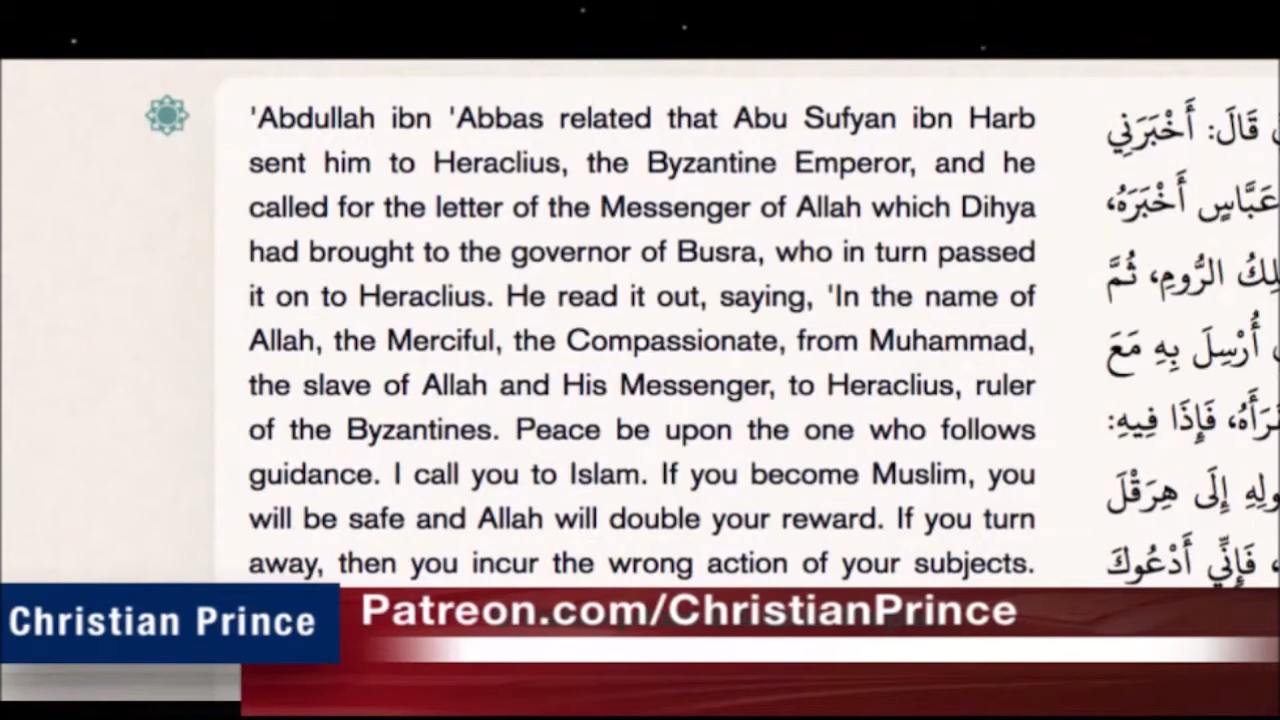 'Abdullah ibn 'Abbas related that Abu Sufyan ibn Harb
sent him to Heraclius, the Byzantine Emperor, and he
called for the letter of the Messenger of Allah which Dihya
had brought to the governor of Busra, who in turn passed
it on to Heraclius. He read it out, saying, 'In the name of
Allah, the Merciful, the Compassionate, from Muhammad,
the slave of Allah and His Messenger, to Heraclius, ruler
of the Byzantines. Peace be upon the one who follows
guidance. I call you to Islam. If you become Muslim, you
will be safe and Allah will double your reward. If you turn
away, then you incur the wrong action of your subjects.
قَالَ: أَخْبَرَنِي
عَبَّاسٍ أَخْبَرَهُ،
الرُّومِ، ثُمَّ
أُرْسِلَ بِهِ مَعَ
فَإِذَا فِيهِ:
إِلَى هِرَقْلَ
فَإِنِّي أَدْعُوكَ
Christian Prince
Patreon.com/ChristianPrince